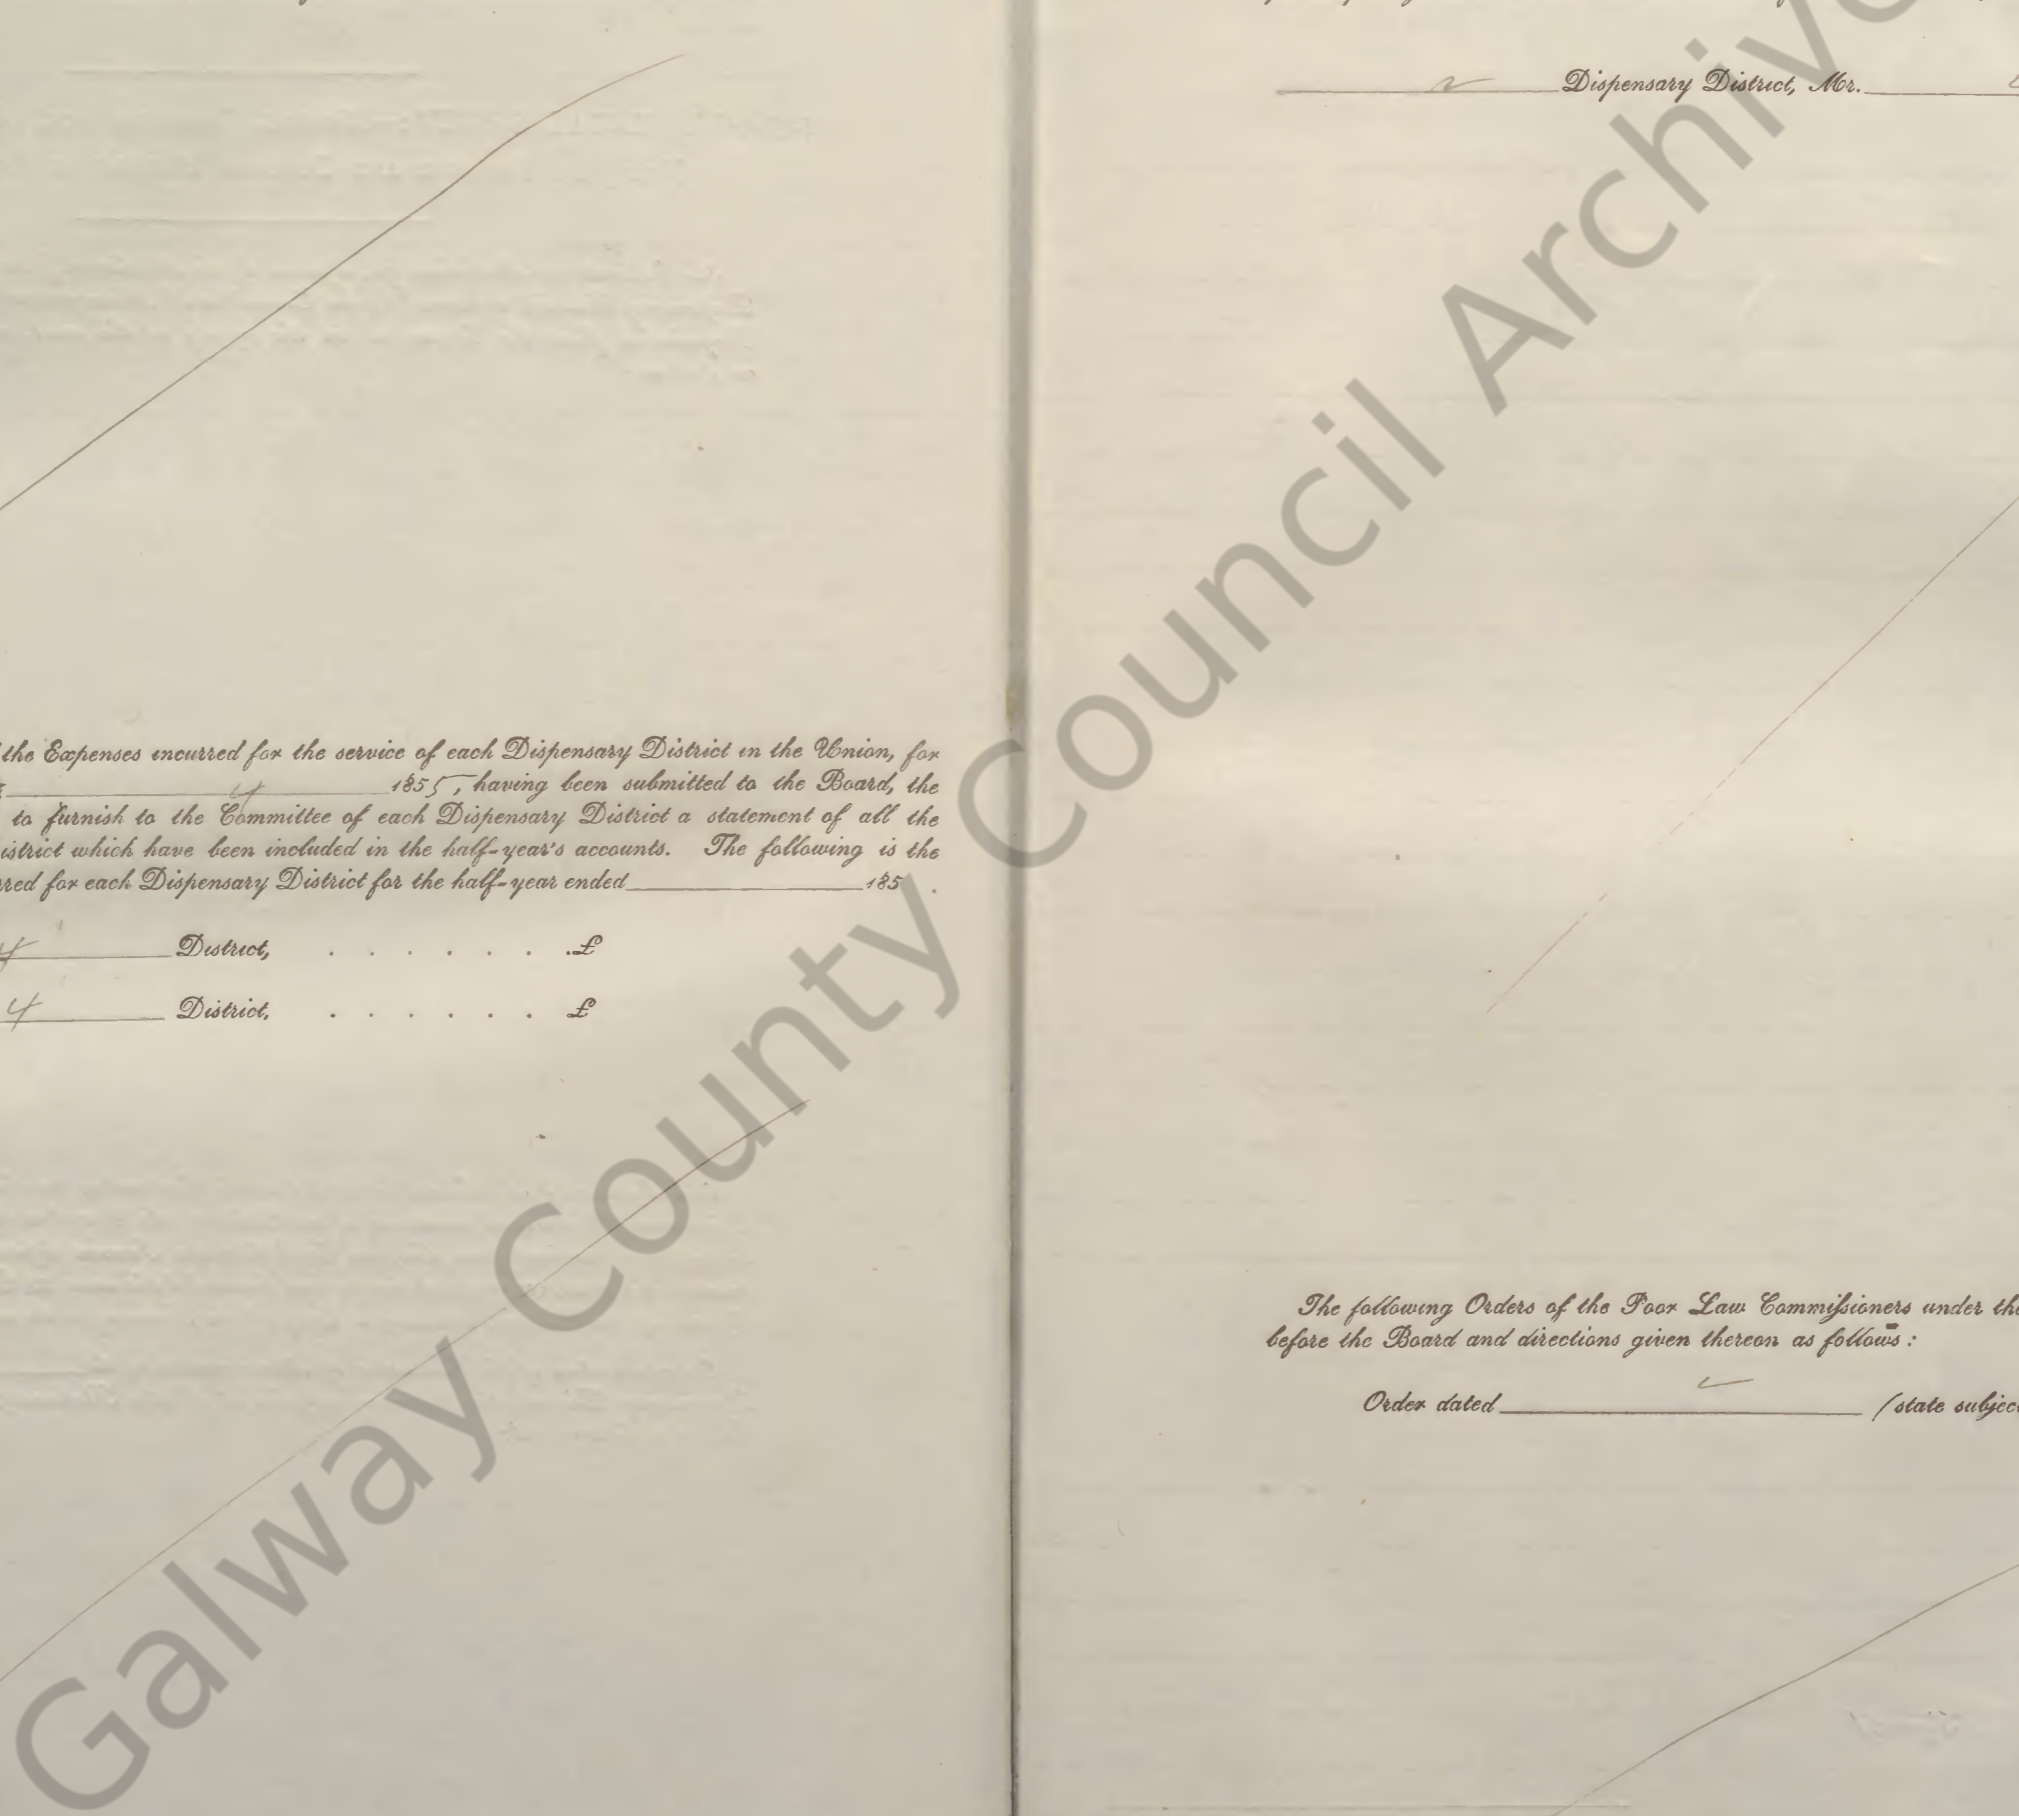 the Expenses incurred for the service of each Dispensary District in the Union, for
1855, having been submitted to the Board, the
to furnish to the Committee of each Dispensary District a statement of all the
istrict which have been included in the half-year's accounts. The following is the
rred for each Dispensary District for the half-year ended 185 .
District, . . . . . . .£
District, . . . . . . £
Dispensary District, Mr.
The following Orders of the Poor Law Commissioners under the
before the Board and directions given thereon as follows:
Order dated (state subjec
Galway County Council Archive